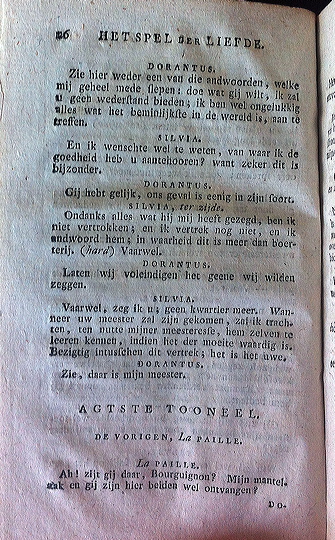 26 HET SPEL DER LIEFDE.
DORANTUS.
Zie hier weder een van die andwoorden, welke
mij geheel mede slepen: doe wat gij wilt, ik zal
u geen wederstand bieden; ik ben wel ongelukkig
alles wat het beminlijkste in de wereld is, aan te
treffen.
SILVIA.
En ik wenschte wel te weten, van waar ik de
goedheid heb u aantehooren? want zeker dit is
bijzonder.
DORANTUS.
Gij hebt gelijk, ons geval is eenig in zijn soort.
SILVIA, ter zijde.
Ondanks alles wat hij mij heeft gezegd, ben ik
niet vertrokken; en ik vertrek nog niet, en ik
andwoord hem; in waarheid dit is meer dan boer-
terij. (hard) Vaarwel.
DORANTUS.
Laten wij voleindigen het geene wij wilden
zeggen.
SILVIA.
Vaarwel, zeg ik u; geen kwartier meer. Wan-
neer uw meester zal zijn gekomen, zal ik trach-
ten, ten nutte mijner meesteresse, hem zelven te
leeren kennen, indien het der moeite waardig is.
Bezigtig intusschen dit vertrek; het is het uwe.
DORANTUS.
Zie, daar is mijn meester.
AGTSTE TOONEEL.
DE VORIGEN, La PAILLE.
La PAILLE.
Ah! zijt gij daar, Bourguignon? Mijn mantel-
zak en gij zijn hier beiden wel ontvangen?
Do-